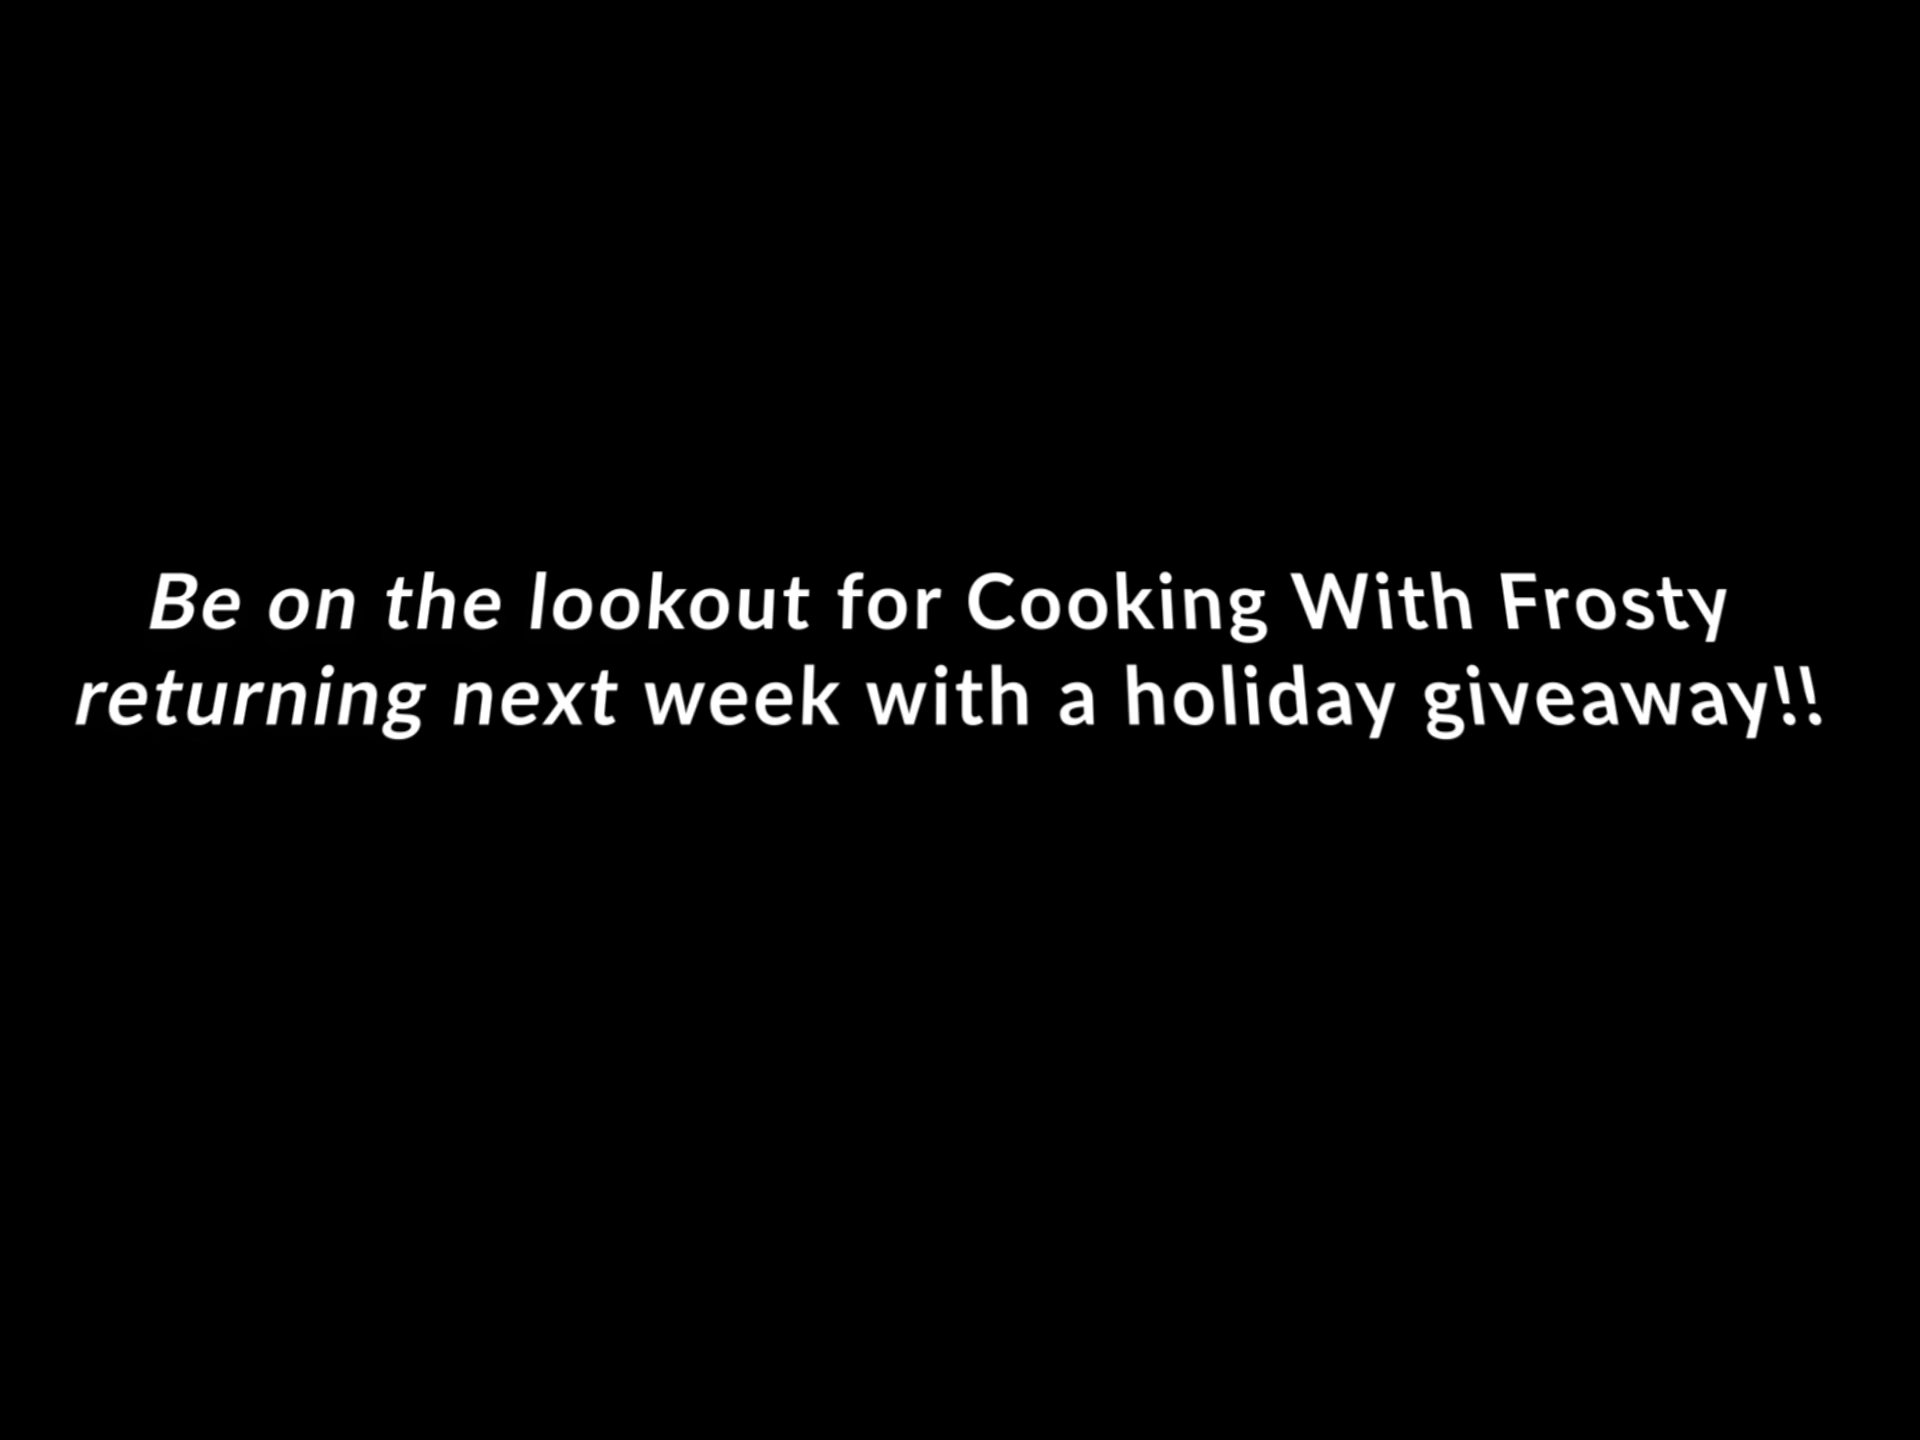 Be on the lookout for Cooking With Frosty
returning next week with a holiday giveaway!!